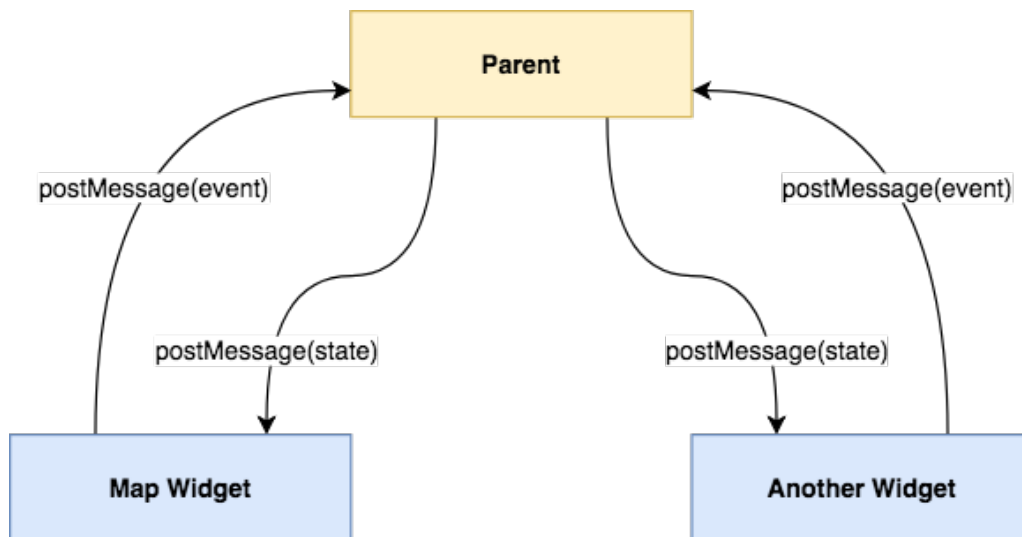 Parent
postMessage(event)
postMessage(event)
postMessage(state)
postMessage(state)
Map Widget
Another Widget